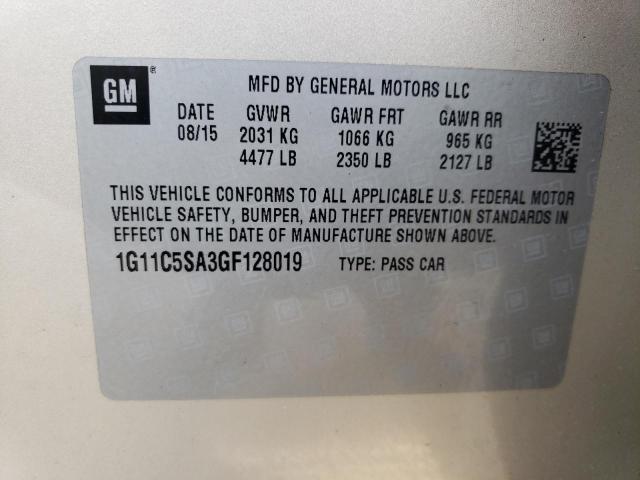 GM ® MFD BY GENERAL MOTORS LLC
DATE GVWR GAWR FRT GAWR RR
08/15 2031 KG 1066 KG 965 KG
4477 LB 2350 LB 2127 LB
THIS VEHICLE CONFORMS TO ALL APPLICABLE U.S. FEDERAL MOTOR
VEHICLE SAFETY, BUMPER, AND THEFT PREVENTION STANDARDS IN
EFFECT ON THE DATE OF MANUFACTURE SHOWN ABOVE.
1G11C5SA3GF128019 TYPE: PASS CAR